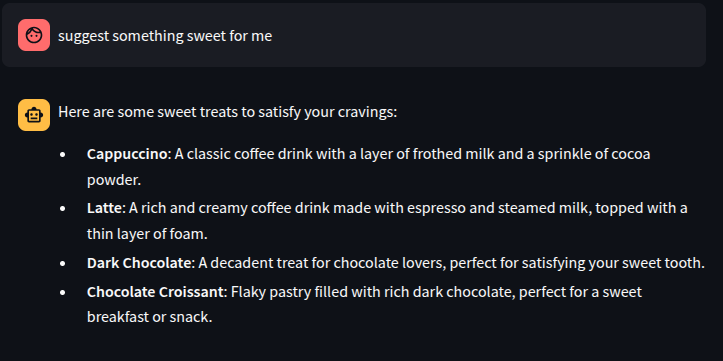 suggest something sweet for me
Here are some sweet treats to satisfy your cravings:
• Cappuccino: A classic coffee drink with a layer of frothed milk and a sprinkle of cocoa
powder.
• Latte: A rich and creamy coffee drink made with espresso and steamed milk, topped with a
thin layer of foam.
• Dark Chocolate: A decadent treat for chocolate lovers, perfect for satisfying your sweet tooth.
• Chocolate Croissant: Flaky pastry filled with rich dark chocolate, perfect for a sweet
breakfast or snack.